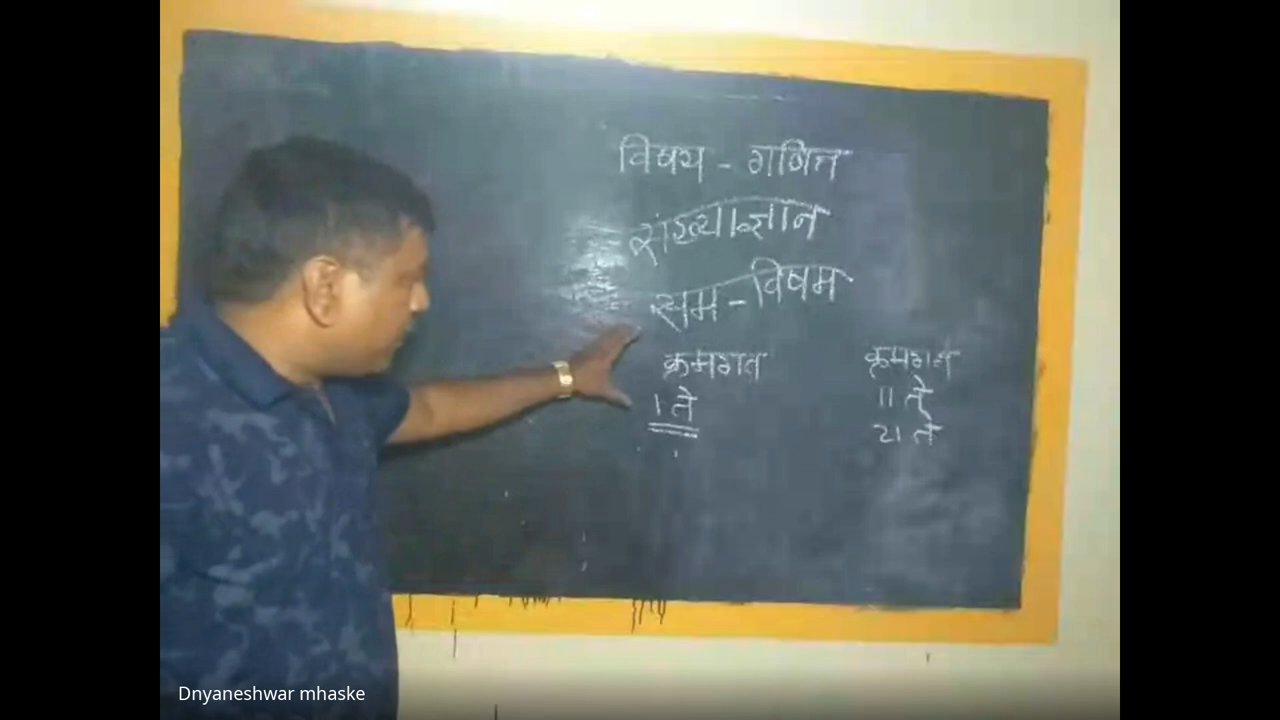 विषय - गणित
संख्याज्ञान
सम - विषम
क्रमगत
1 ते
क्रमगत
11 ते
21 ते
Dnyaneshwar mhaske